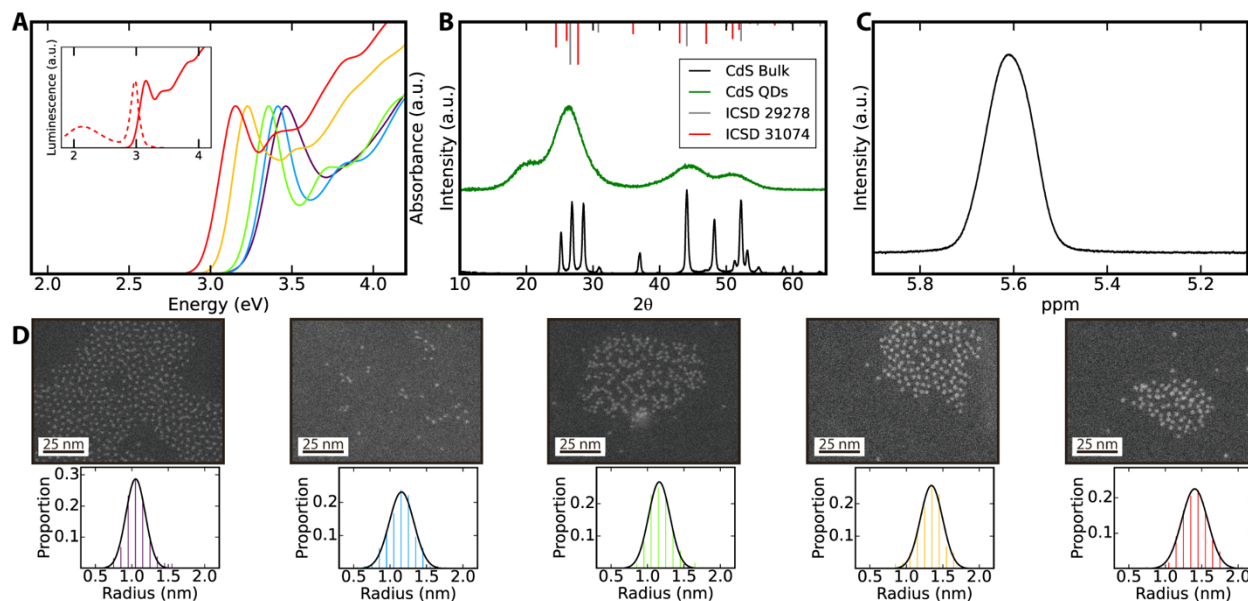 A
B
C
Luminescence (a.u.)
2 3 4
Absorbance (a.u.)
2.0 2.5 3.0 3.5 4.0
Energy (eV)
Intensity (a.u.)
CdS Bulk
CdS QDs
ICSD 29278
ICSD 31074
10 20 30 40 50 60
2θ
Intensity (a.u.)
5.8 5.6 5.4 5.2
ppm
D
25 nm
25 nm
25 nm
25 nm
25 nm
Proportion
0.3
0.2
0.1
0.5 1.0 1.5 2.0
Radius (nm)
Proportion
0.2
0.1
0.5 1.0 1.5 2.0
Radius (nm)
Proportion
0.2
0.1
0.5 1.0 1.5 2.0
Radius (nm)
Proportion
0.2
0.1
0.5 1.0 1.5 2.0
Radius (nm)
Proportion
0.2
0.1
0.5 1.0 1.5 2.0
Radius (nm)